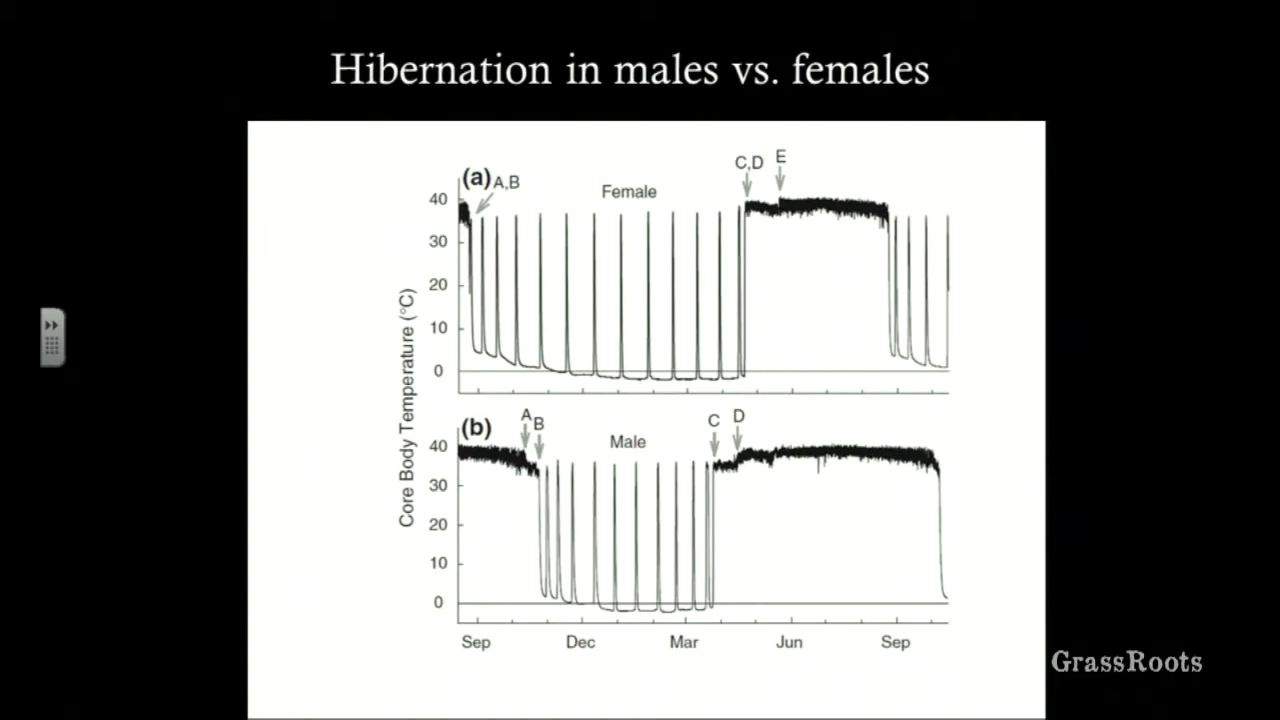 Hibernation in males vs. females
(a) A,B
Female
C,D
E
40
30
20
10
0
Core Body Temperature (°C)
(b)
A
B
Male
C
D
40
30
20
10
0
Sep Dec Mar Jun Sep
GrassRoots